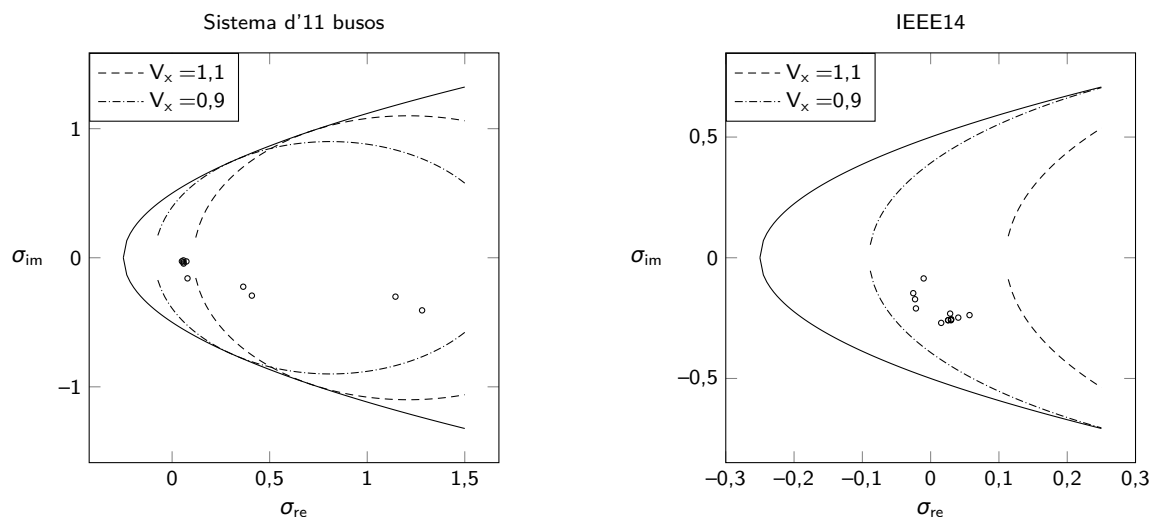 Sistema d'11 busos
V_x =1,1
V_x =0,9
1
0
−1
σ_im
0
0,5
1
1,5
σ_re
IEEE14
V_x =1,1
V_x =0,9
0,5
0
−0,5
σ_im
−0,3
−0,2
−0,1
0
0,1
0,2
0,3
σ_re